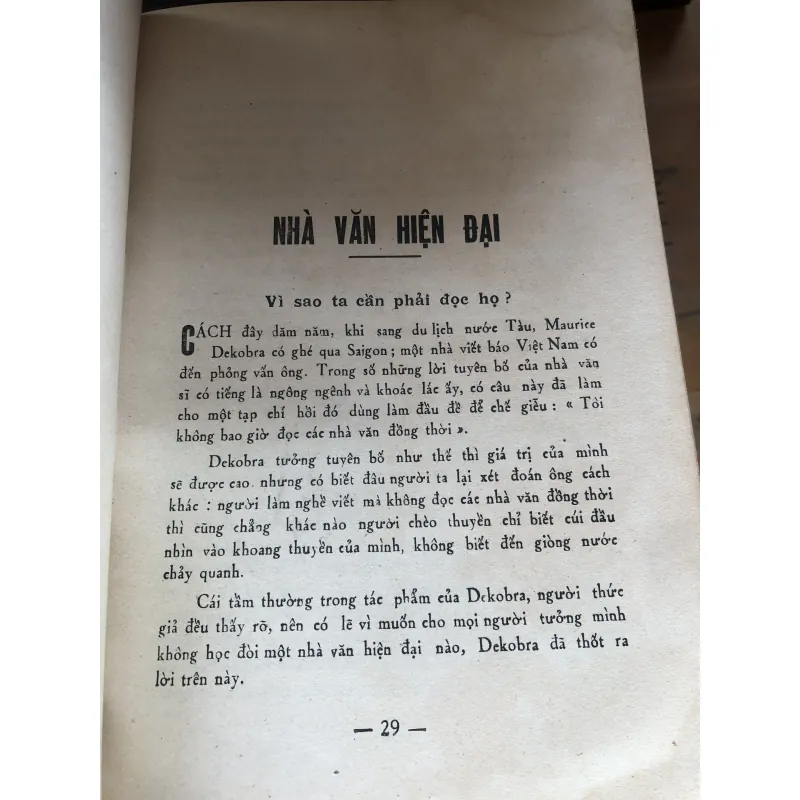 NHÀ VĂN HIỆN ĐẠI
Vì sao ta cần phải đọc họ ?
CÁCH đây dăm năm, khi sang du lịch nước Tàu, Maurice
Dekobra có ghé qua Saigon ; một nhà viết báo Việt Nam có
đến phỏng vấn ông. Trong số những lời tuyên bố của nhà văn
sĩ có tiếng là ngông nghênh và khoác lác ấy, có câu này đã làm
cho một tạp chí hồi đó dùng làm đầu đề để chế giễu : « Tôi
không bao giờ đọc các nhà văn đồng thời ».
Dekobra tưởng tuyên bố như thế thì giá trị của mình
sẽ được cao. nhưng có biết đâu người ta lại xét đoán ông cách
khác : người làm nghề viết mà không đọc các nhà văn đồng thời
thì cũng chẳng khác nào người chèo thuyền chỉ biết cúi đầu
nhìn vào khoang thuyền của mình, không biết đến giòng nước
chảy quanh.
Cái tầm thường trong tác phẩm của Dekobra, người thức
giả đều thấy rõ, nên có lẽ vì muốn cho mọi người tưởng mình
không học đòi một nhà văn hiện đại nào, Dekobra đã thốt ra
lời trên này.
— 29 —